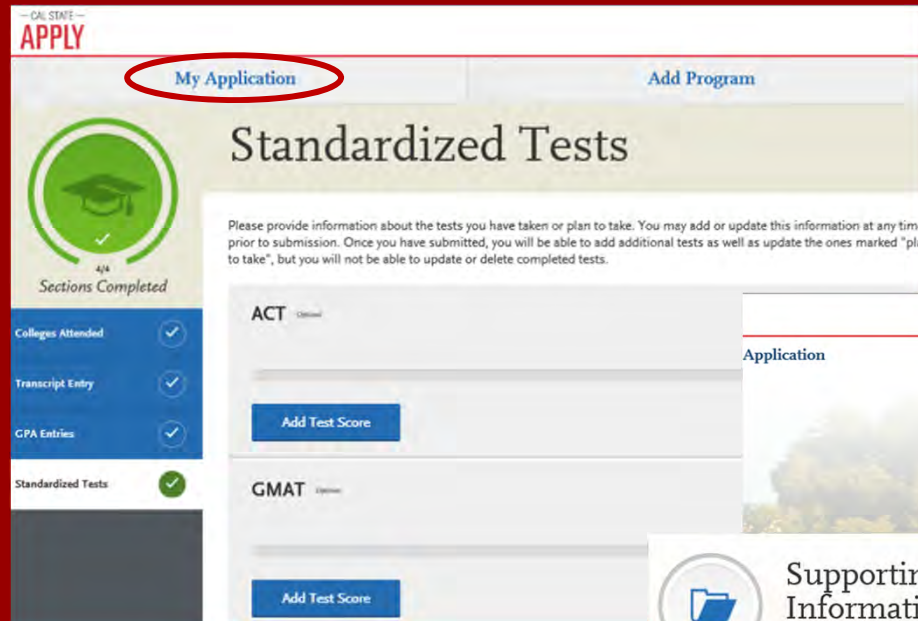 CAL STATE
APPLY
My Application
Add Program
Standardized Tests
Please provide information about the tests you have taken or plan to take. You may add or update this information at any tim
prior to submission. Once you have submitted, you will be able to add additional tests as well as update the ones marked "pla
to take", but you will not be able to update or delete completed tests.
4/4
Sections Completed
Colleges Attended
Transcript Entry
GPA Entries
Standardized Tests
ACT Optional
Add Test Score
GMAT Optional
Add Test Score
Application
Supportin
Informati